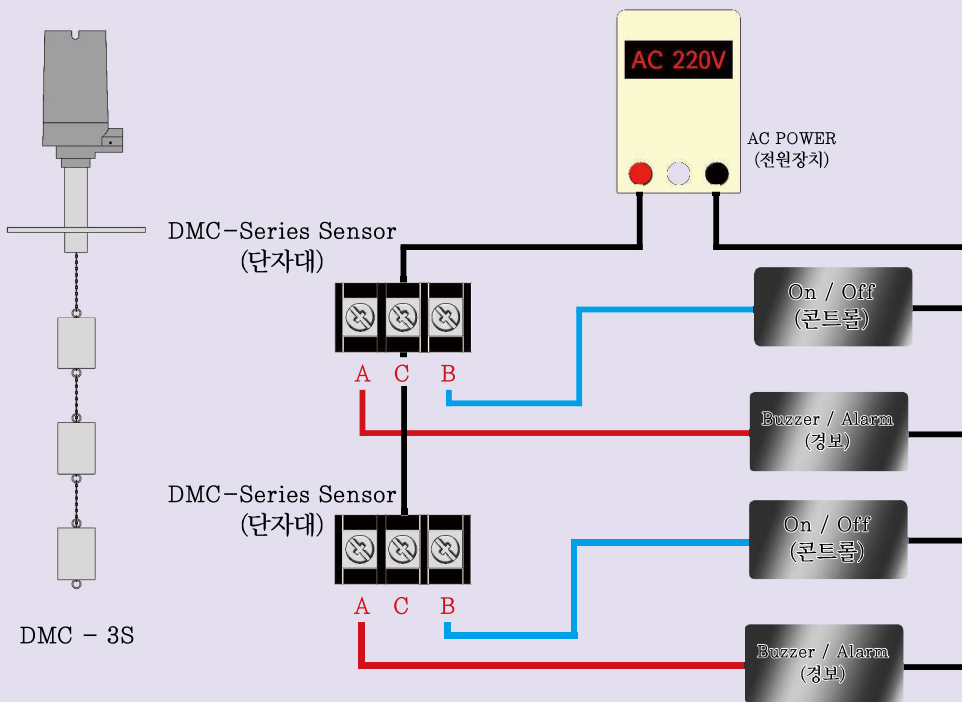 AC 220V
AC POWER
(전원장치)
DMC-Series Sensor
(단자대)
On / Off
(콘트롤)
A C B
Buzzer / Alarm
(경보)
DMC-Series Sensor
(단자대)
On / Off
(콘트롤)
A C B
Buzzer / Alarm
(경보)
DMC - 3S